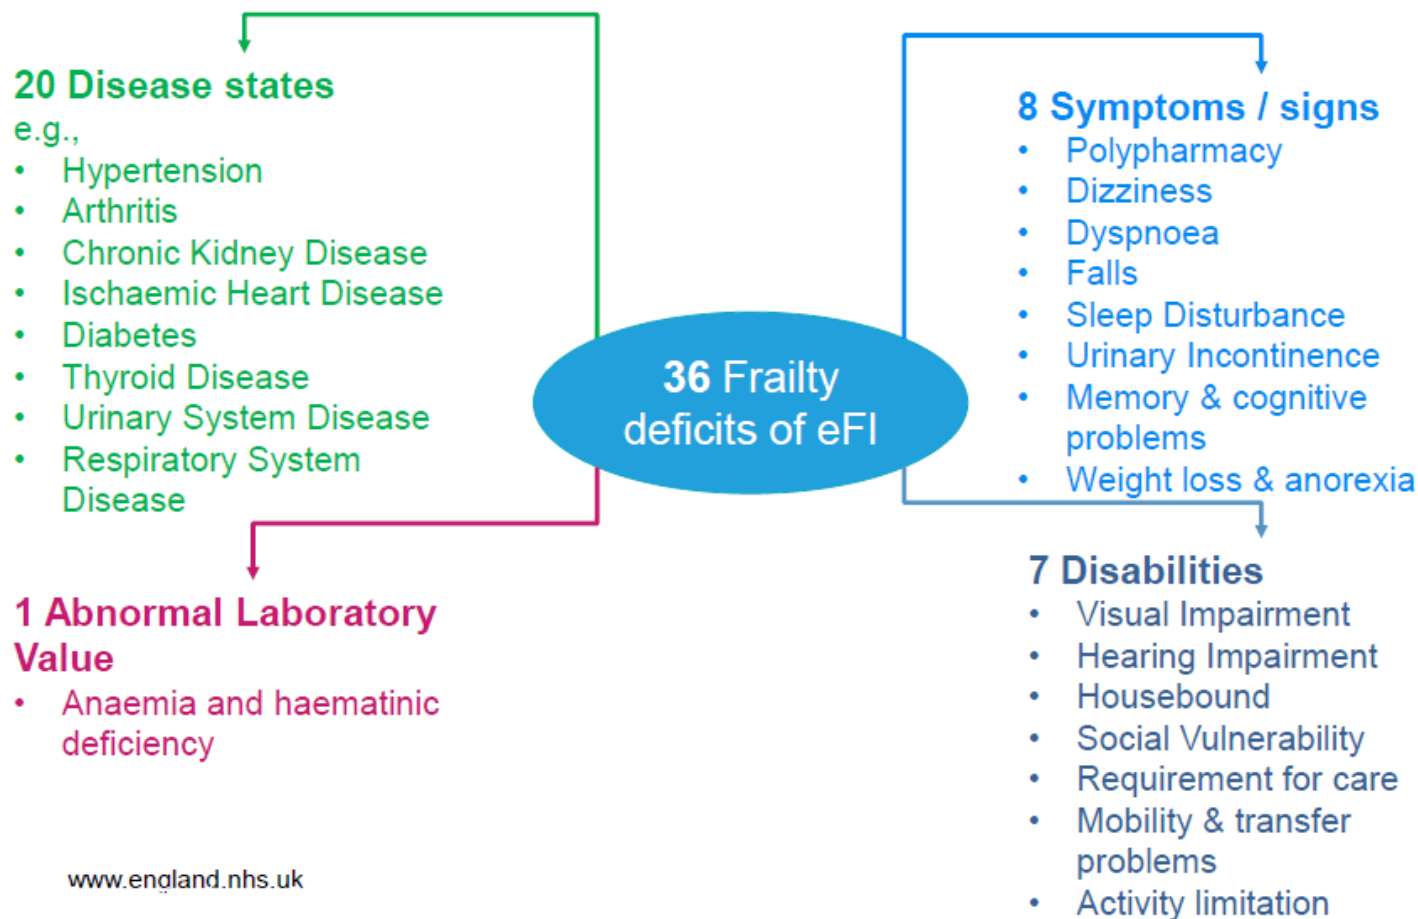 20 Disease states
e.g.,
• Hypertension
• Arthritis
• Chronic Kidney Disease
• Ischaemic Heart Disease
• Diabetes
• Thyroid Disease
• Urinary System Disease
• Respiratory System
Disease
1 Abnormal Laboratory
Value
• Anaemia and haematinic
deficiency
36 Frailty
deficits of eFI
8 Symptoms / signs
• Polypharmacy
• Dizziness
• Dyspnoea
• Falls
• Sleep Disturbance
• Urinary Incontinence
• Memory & cognitive
problems
• Weight loss & anorexia
7 Disabilities
• Visual Impairment
• Hearing Impairment
• Housebound
• Social Vulnerability
• Requirement for care
• Mobility & transfer
problems
• Activity limitation
www.england.nhs.uk